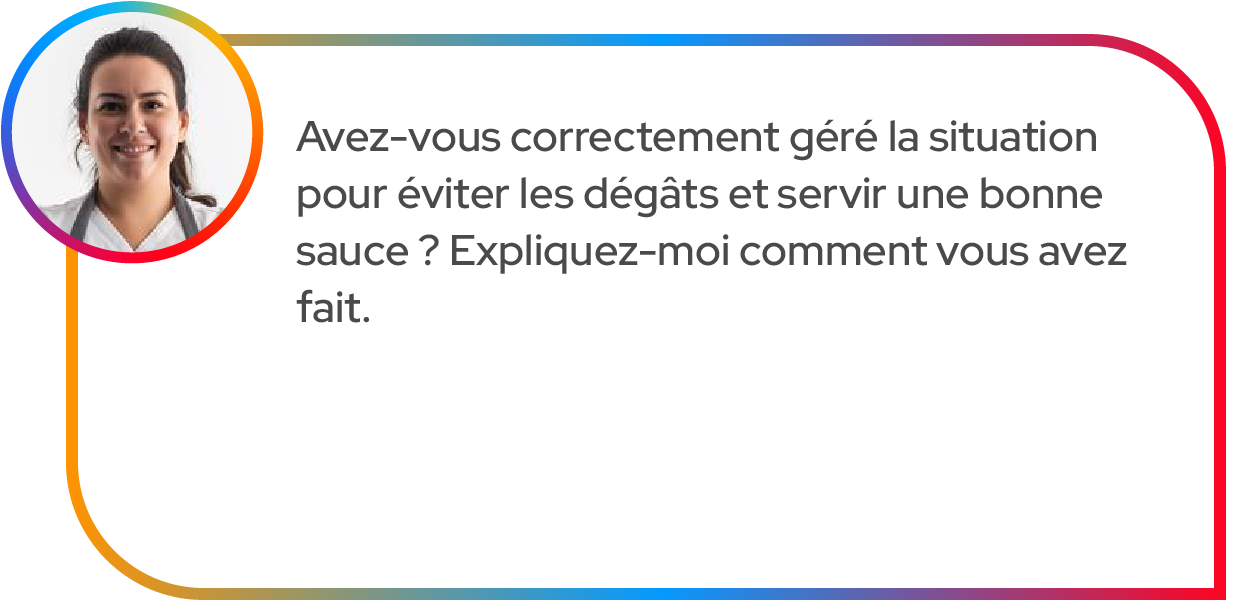 Avez-vous correctement géré la situation
pour éviter les dégâts et servir une bonne
sauce ? Expliquez-moi comment vous avez
fait.